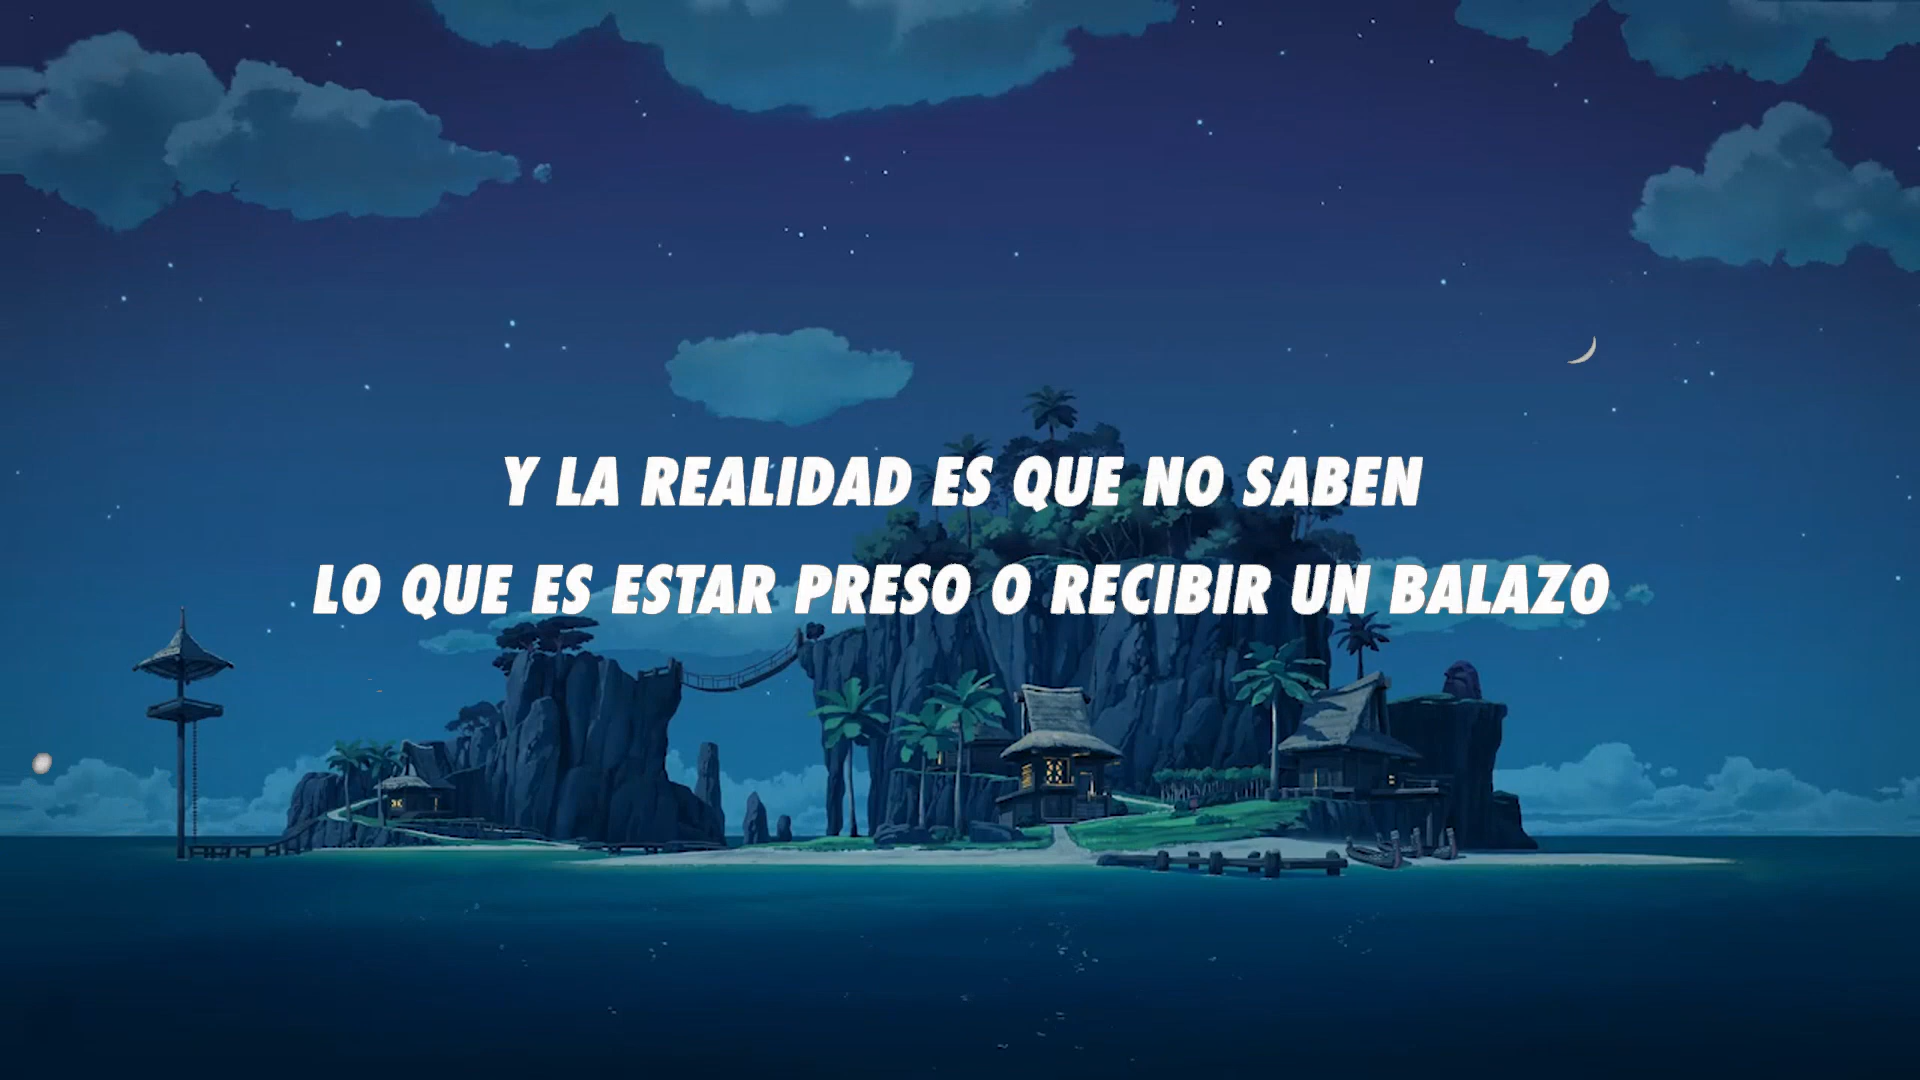 Y LA REALIDAD ES QUE NO SABEN
LO QUE ES ESTAR PRESO O RECIBIR UN BALAZO